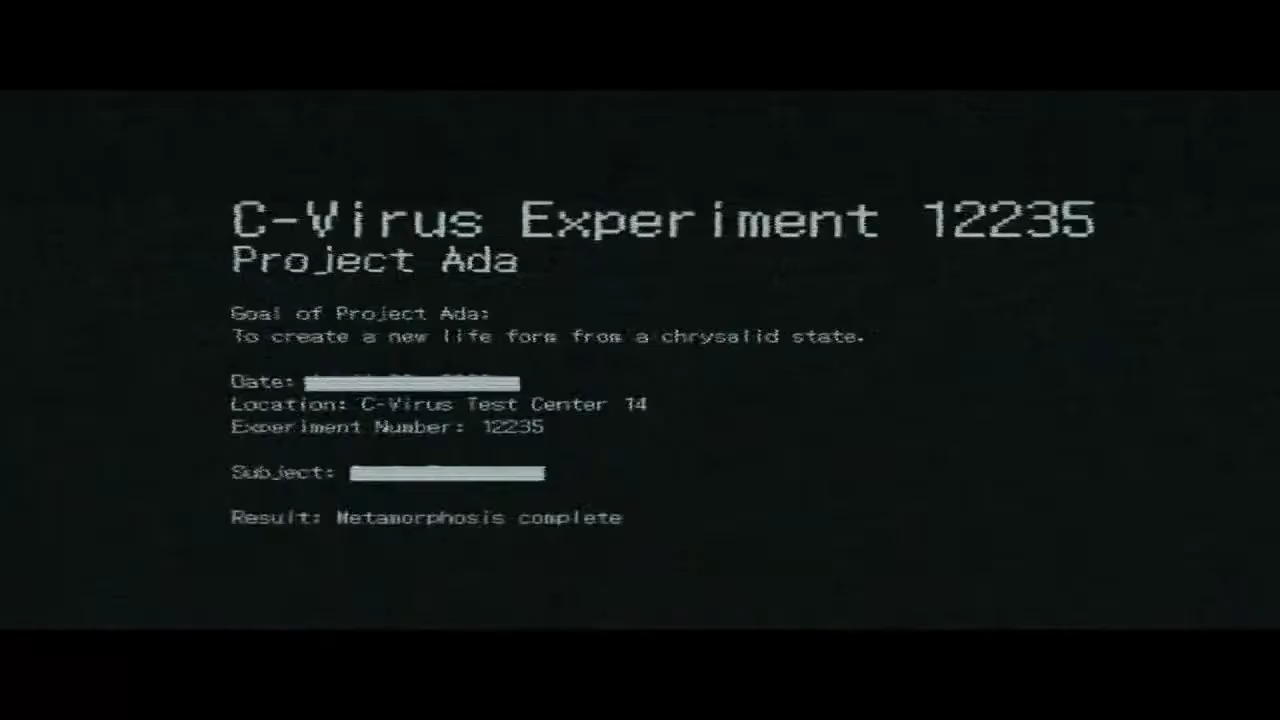 C-Virus Experiment 12235
Project Ada
Goal of Project Ada:
To create a new life form from a chrysalid state.
Date:
Location: C-Virus Test Center 14
Experiment Number: 12235
Subject:
Result: Metamorphosis complete